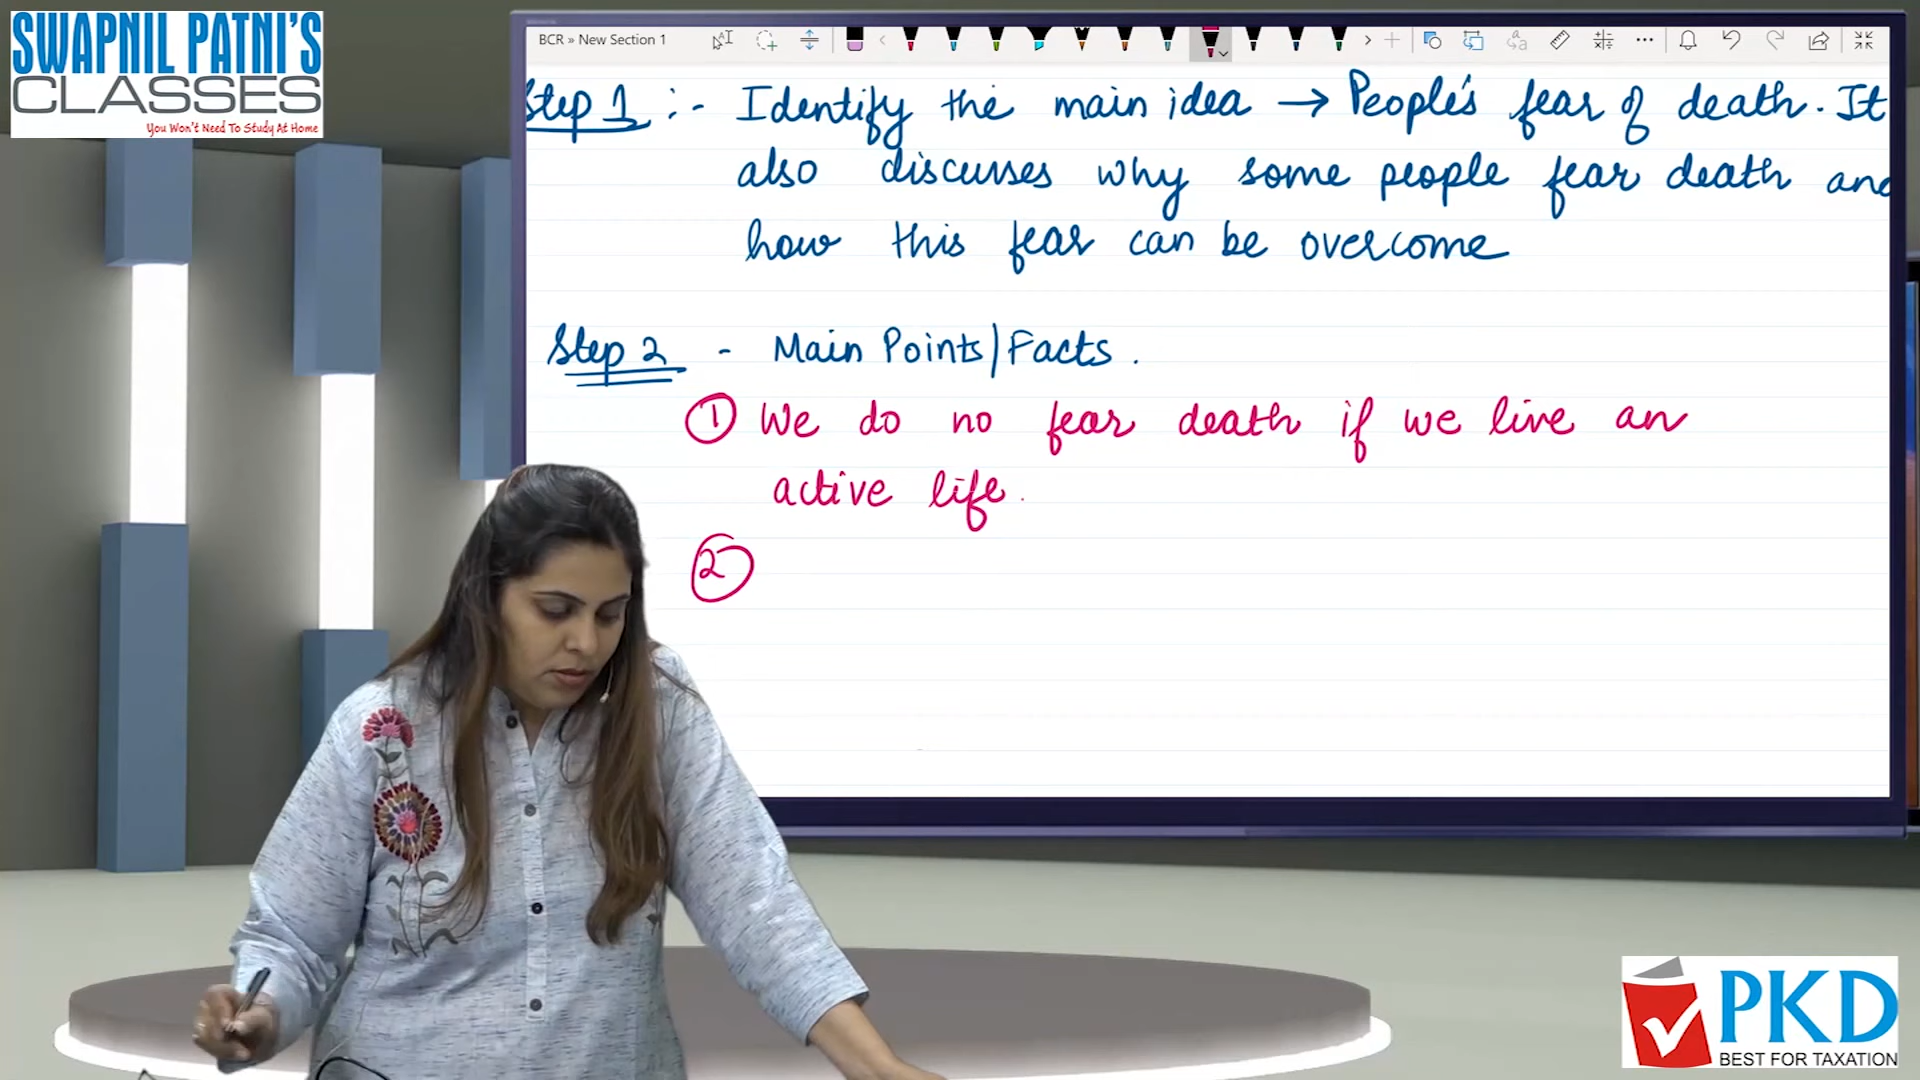 SWAPNIL PATNI'S
CLASSES
You Won't Need To Study At Home
BCR » New Section 1
Step 1 :- Identify the main idea → People's fear of death. It
also discusses why some people fear death and
how this fear can be overcome
Step 2 - Main Points/Facts.
① We do no fear death if we live an
active life.
②
PKD
BEST FOR TAXATION